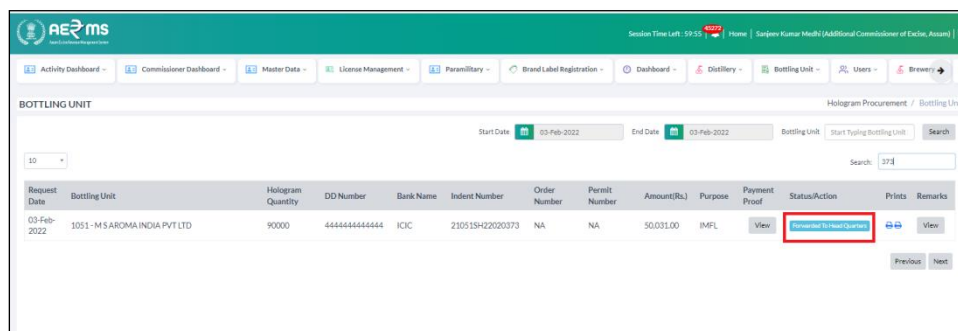 AERMS
Session Time Left : 59:55 | 45272 | Home | Sanjeev Kumar Medhi (Additional Commissioner of Excise, Assam) |
Activity Dashboard Commissioner Dashboard Master Data License Management Paramilitary Brand Label Registration Dashboard Distillery Bottling Unit Users Brewery
BOTTLING UNIT
Hologram Procurement / Bottling Un
Start Date 03-Feb-2022 End Date 03-Feb-2022 Bottling Unit Start Typing Bottling Unit Search
10 Search: 373
Request Date Bottling Unit Hologram Quantity DD Number Bank Name Indent Number Order Number Permit Number Amount(Rs.) Purpose Payment Proof Status/Action Prints Remarks
03-Feb-2022 1051 - M S AROMA INDIA PVT LTD 90000 4444444444444 ICIC 21051SH22020373 NA NA 50,031.00 IMFL View Forwarded To Head Quarters View
Previous Next